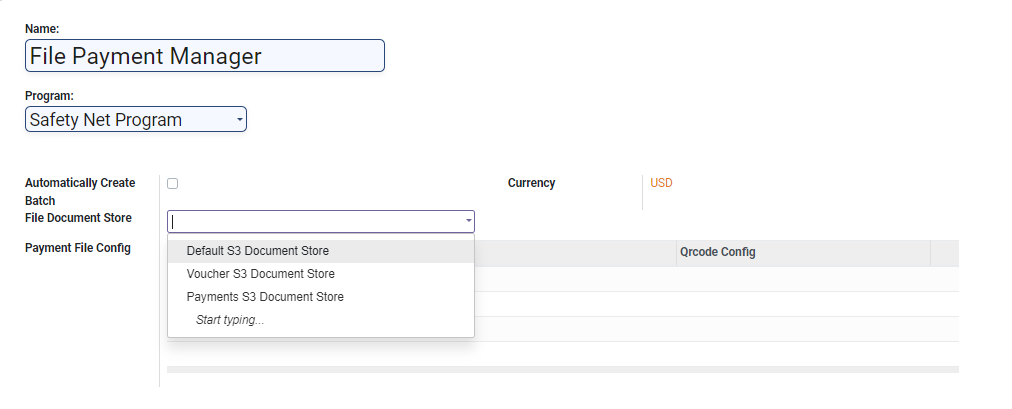 Name:
File Payment Manager
Program:
Safety Net Program
Automatically Create
Batch
Currency
USD
File Document Store
Payment File Config
Default S3 Document Store
Voucher S3 Document Store
Payments S3 Document Store
Start typing...
Qrcode Config